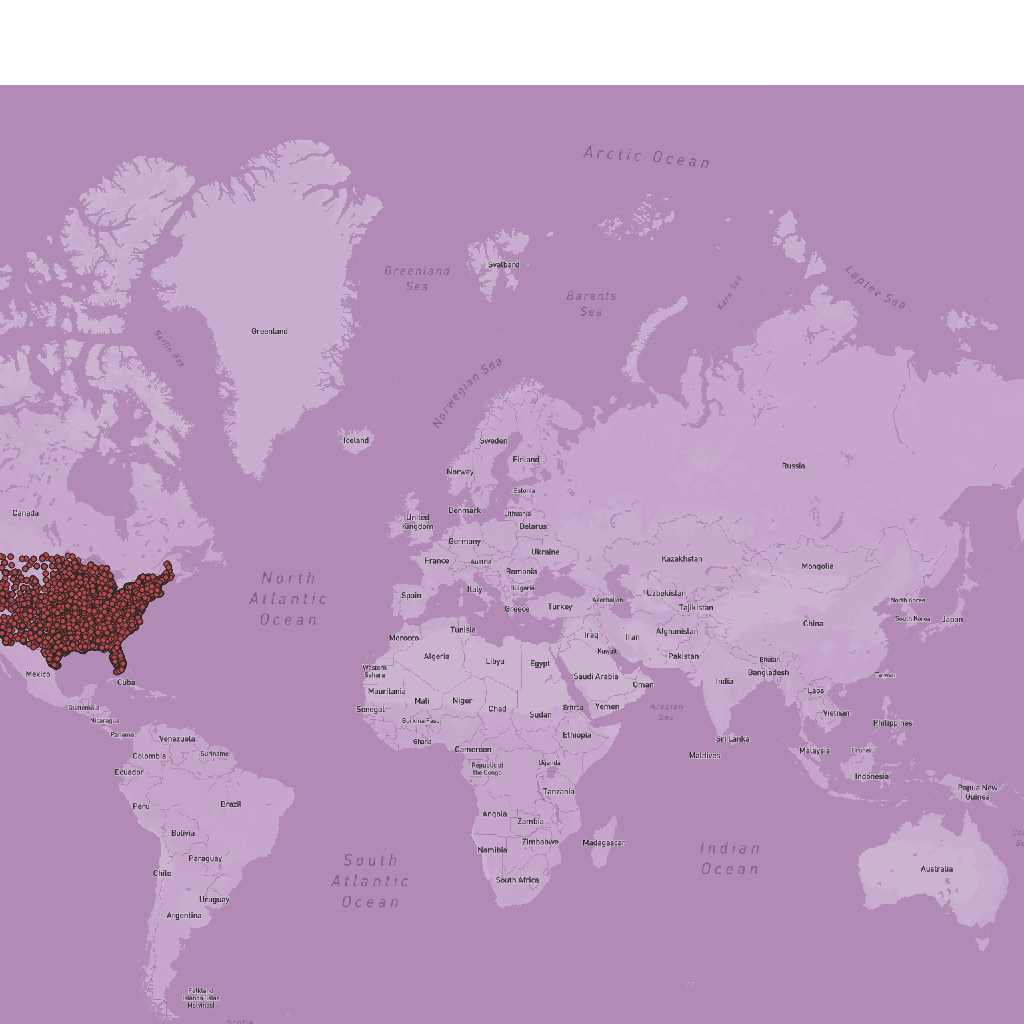 Arctic Ocean
Svalbard
Greenland
Sea
Kara Sea
Laptev Sea
Barents
Sea
Greenland
Baffin Bay
Norwegian Sea
Iceland
Sweden
Finland
Norway
Russia
Estonia
Canada
Denmark
Lithuania
United
Kingdom
Belarus
Germany
Ukraine
France
Austria
Kazakhstan
Mongolia
Romania
North
Atlantic
Ocean
Spain
Italy
Bulgaria
Greece
Turkey
Azerbaijan
Uzbekistan
Tajikistan
North Korea
South Korea
Japan
China
Morocco
Tunisia
Iraq
Iran
Afghanistan
Kuwait
Pakistan
Algeria
Libya
Egypt
Bhutan
Bangladesh
Western
Sahara
Mexico
Cuba
Saudi Arabia
Oman
India
Taiwan
Mauritania
Mali
Niger
Chad
Sudan
Eritrea
Yemen
Arabian
Sea
Laos
Vietnam
Philippines
Guatemala
Nicaragua
Senegal
Burkina Faso
Panama
Venezuela
Ghana
Ethiopia
Sri Lanka
Maldives
Colombia
Suriname
Cameroon
Malaysia
Brunei
Ecuador
Republic of
the Congo
Uganda
Indonesia
Tanzania
Papua New
Guinea
Peru
Brazil
Angola
Zambia
Bolivia
Zimbabwe
Madagascar
Namibia
Indian
Ocean
Paraguay
Chile
South
Atlantic
Ocean
South Africa
Australia
Uruguay
Argentina
Falkland
Islands / Islas
Malvinas